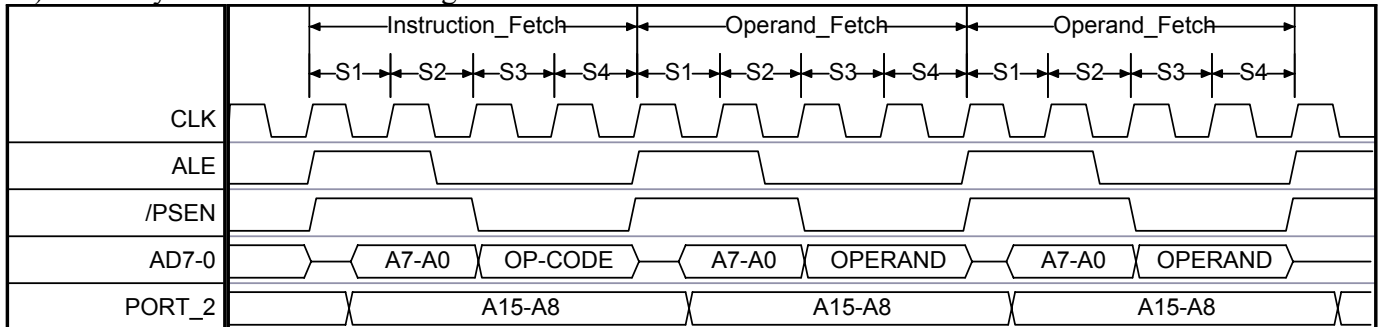 Instruction_Fetch Operand_Fetch Operand_Fetch
S1 S2 S3 S4 S1 S2 S3 S4 S1 S2 S3 S4
CLK
ALE
/PSEN
AD7-0 A7-A0 OP-CODE A7-A0 OPERAND A7-A0 OPERAND
PORT_2 A15-A8 A15-A8 A15-A8